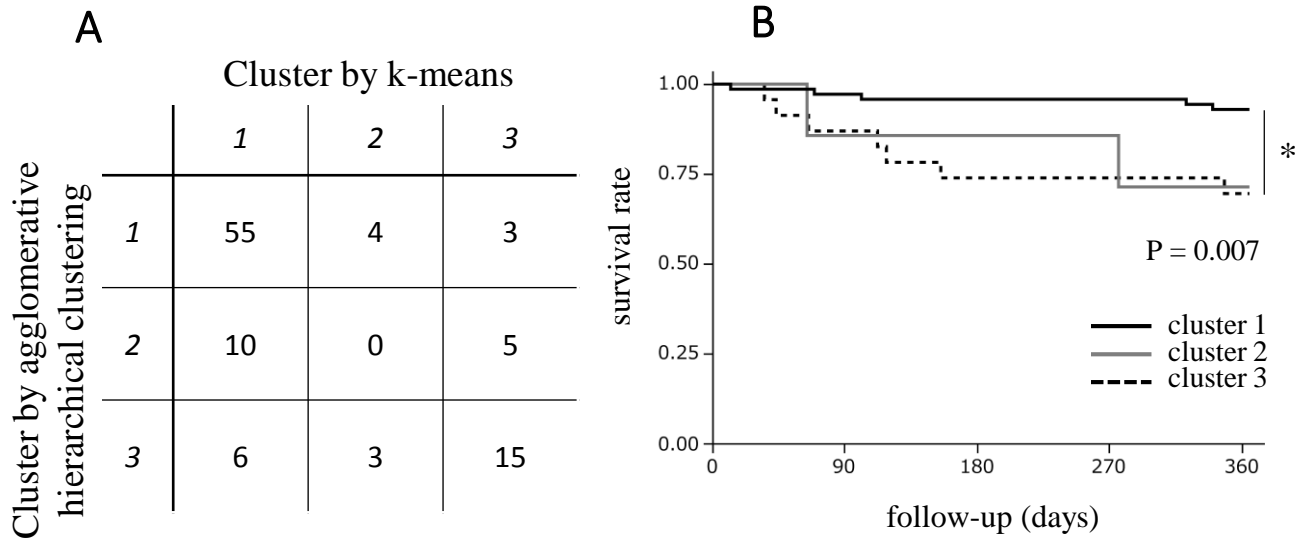 A
Cluster by k-means
1 2 3
Cluster by agglomerative
hierarchical clustering
1 55 4 3
2 10 0 5
3 6 3 15
B
survival rate
1.00
0.75
0.50
0.25
0.00
0 90 180 270 360
follow-up (days)
*
P = 0.007
cluster 1
cluster 2
cluster 3